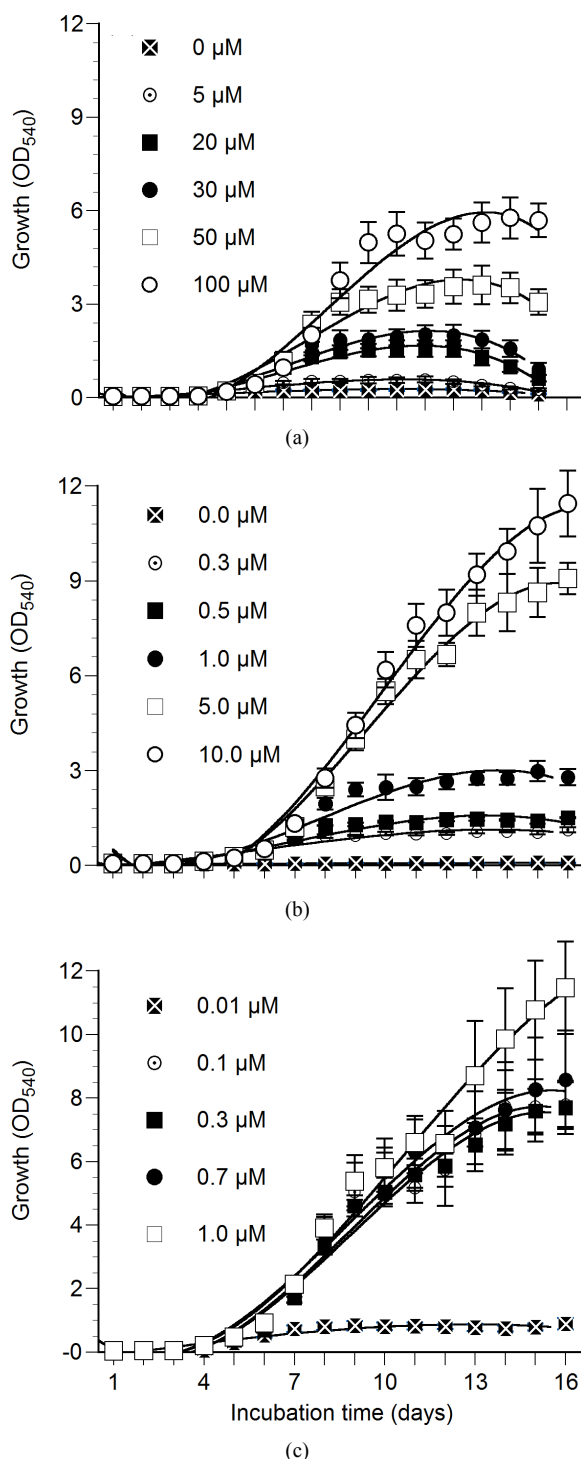 12
9
6
3
0
Growth (OD540)
0 µM
5 µM
20 µM
30 µM
50 µM
100 µM
(a)
12
9
6
3
0
Growth (OD540)
0.0 µM
0.3 µM
0.5 µM
1.0 µM
5.0 µM
10.0 µM
(b)
12
10
8
6
4
2
-0
Growth (OD540)
0.01 µM
0.1 µM
0.3 µM
0.7 µM
1.0 µM
1 4 7 10 13 16
Incubation time (days)
(c)